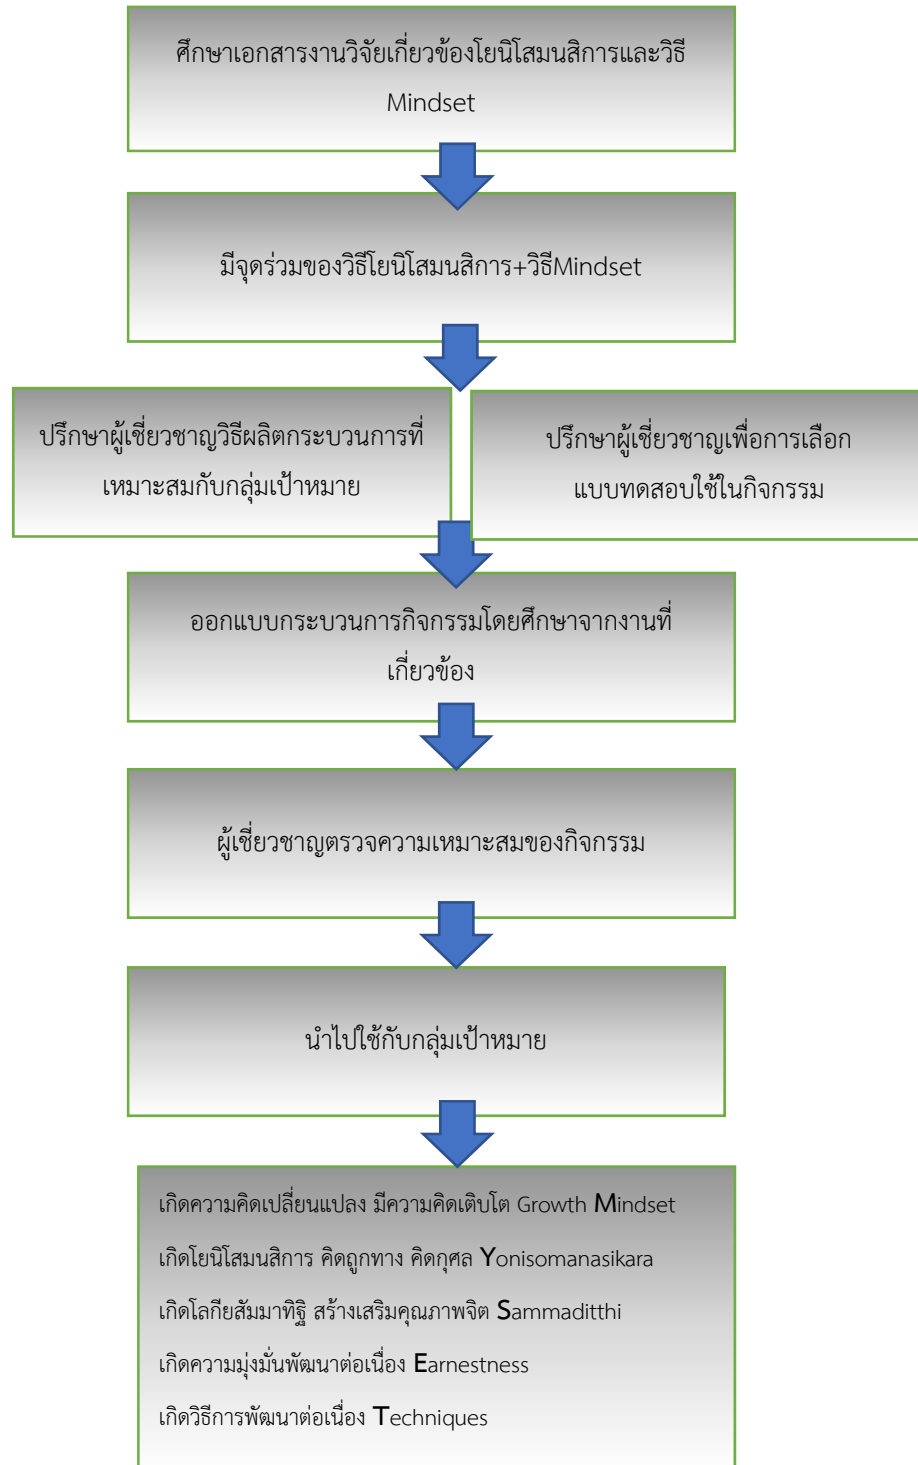 ศึกษาเอกสารงานวิจัยเกี่ยวข้องโยนิโสมนสิการและวิธี
Mindset
มีจุดร่วมของวิธีโยนิโสมนสิการ+วิธีMindset
ปรึกษาผู้เชี่ยวชาญวิธีผลิตกระบวนการที่
เหมาะสมกับกลุ่มเป้าหมาย
ปรึกษาผู้เชี่ยวชาญเพื่อการเลือก
แบบทดสอบใช้ในกิจกรรม
ออกแบบกระบวนการกิจกรรมโดยศึกษาจากงานที่
เกี่ยวข้อง
ผู้เชี่ยวชาญตรวจความเหมาะสมของกิจกรรม
นำไปใช้กับกลุ่มเป้าหมาย
เกิดความคิดเปลี่ยนแปลง มีความคิดเติบโต Growth Mindset
เกิดโยนิโสมนสิการ คิดถูกทาง คิดกุศล Yonisomanasikara
เกิดโลกียสัมมาทิฐิ สร้างเสริมคุณภาพจิต Sammaditthi
เกิดความมุ่งมั่นพัฒนาต่อเนื่อง Earnestness
เกิดวิธีการพัฒนาต่อเนื่อง Techniques